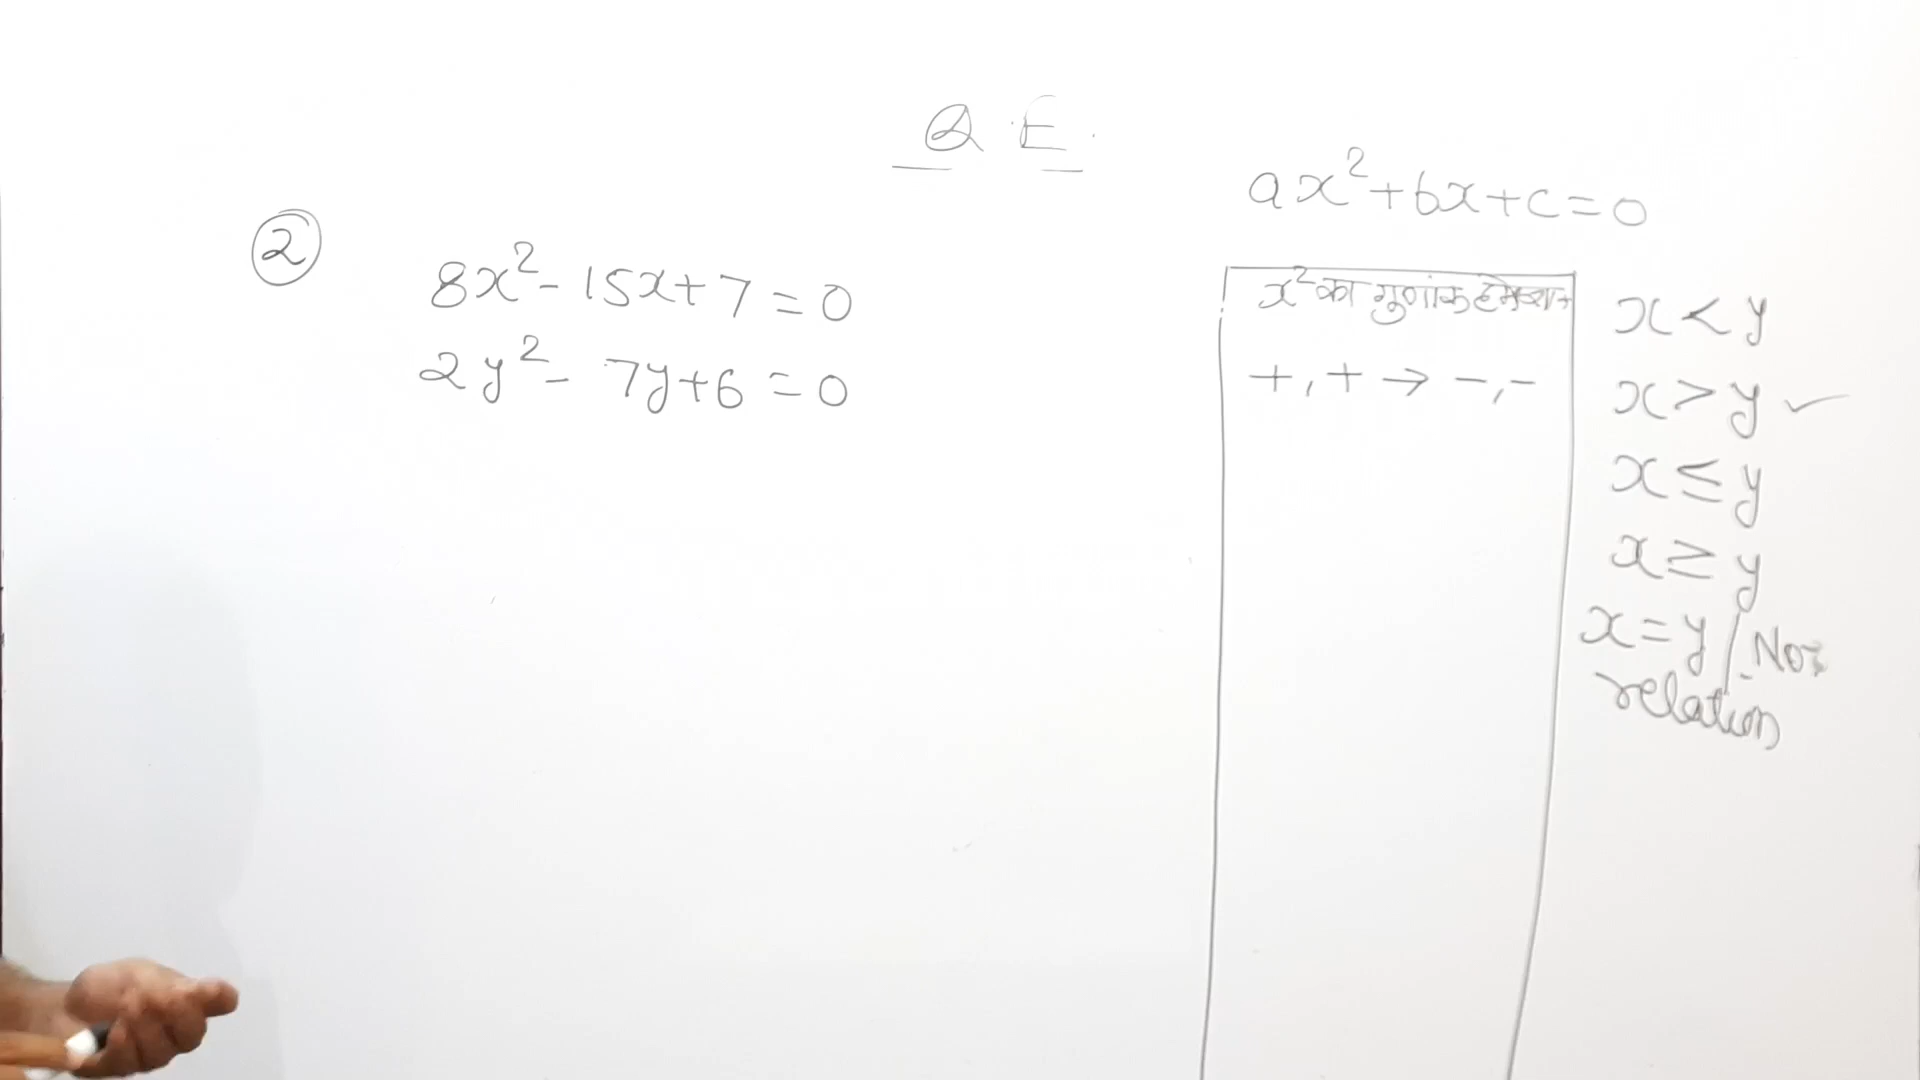 Q.E.
ax²+bx+c=0
②
8x²- 15x+7=0
2y²- 7y+6=0
x² का गुणांक हमेशा +
+,+ → -,-
x<y
x>y ✓
x≤y
x≥y
x=y/No
relation